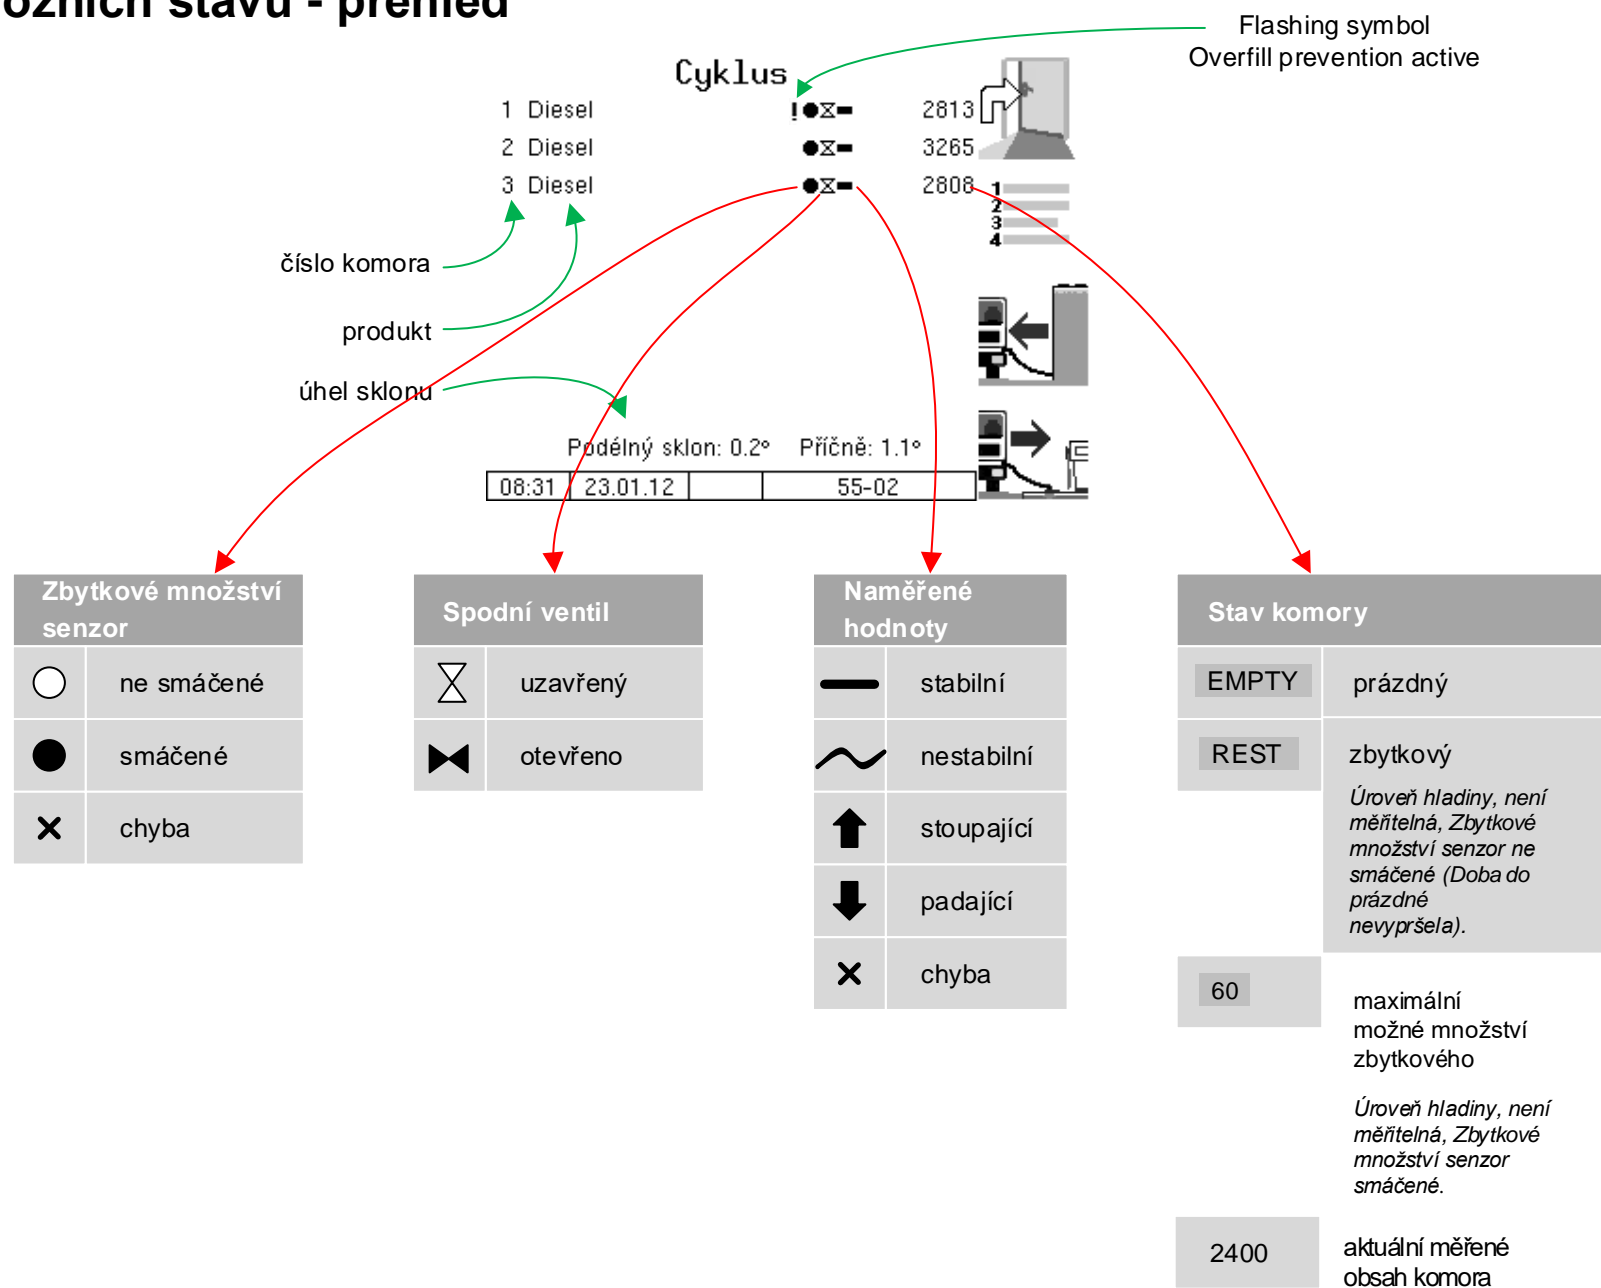 ožních stavů - přehled
Flashing symbol
Overfill prevention active
Cyklus
1 Diesel ! 2813
2 Diesel 3265
3 Diesel 2808
1
2
3
4
číslo komora
produkt
úhel sklonu
Podélný sklon: 0.2° Příčně: 1.1°
08:31 23.01.12 55-02
Zbytkové množství
senzor
ne smáčené
smáčené
chyba
Spodní ventil
uzavřený
otevřeno
Naměřené
hodnoty
stabilní
nestabilní
stoupající
padající
chyba
Stav komory
EMPTY prázdný
REST zbytkový
Úroveň hladiny, není
měřitelná, Zbytkové
množství senzor ne
smáčené (Doba do
prázdné
nevypršela).
60
maximální
možné množství
zbytkového
Úroveň hladiny, není
měřitelná, Zbytkové
množství senzor
smáčené.
2400 aktuální měřené
obsah komora